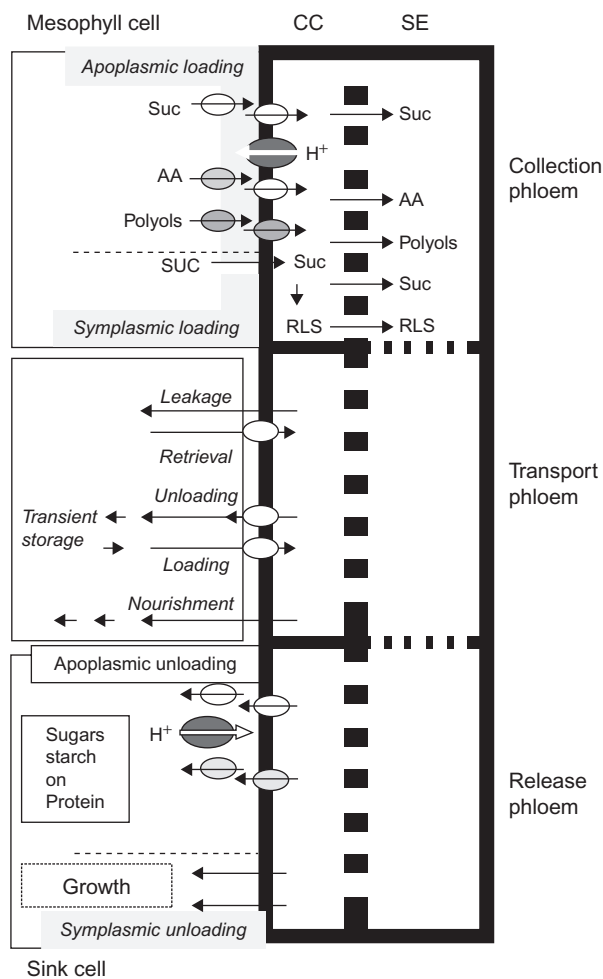 Mesophyll cell
CC
SE
Apoplasmic loading
Suc
Suc
H+
AA
AA
Polyols
Polyols
SUC
Suc
Suc
Symplasmic loading
RLS
RLS
Collection
phloem
Leakage
Retrieval
Unloading
Transient
storage
Loading
Nourishment
Transport
phloem
Apoplasmic unloading
H+
Sugars
starch
on
Protein
Release
phloem
Growth
Symplasmic unloading
Sink cell